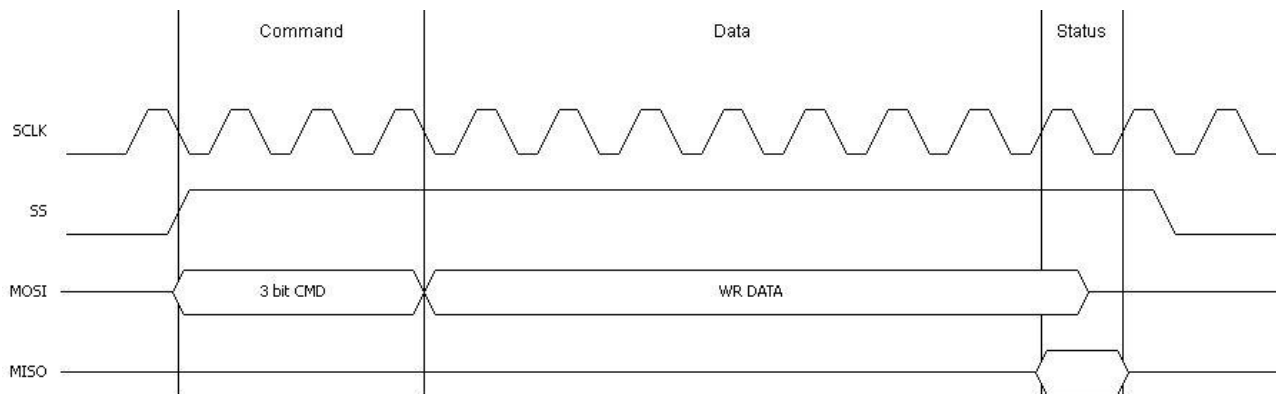 Command Data Status
SCLK
SS
MOSI 3 bit CMD WR DATA
MISO